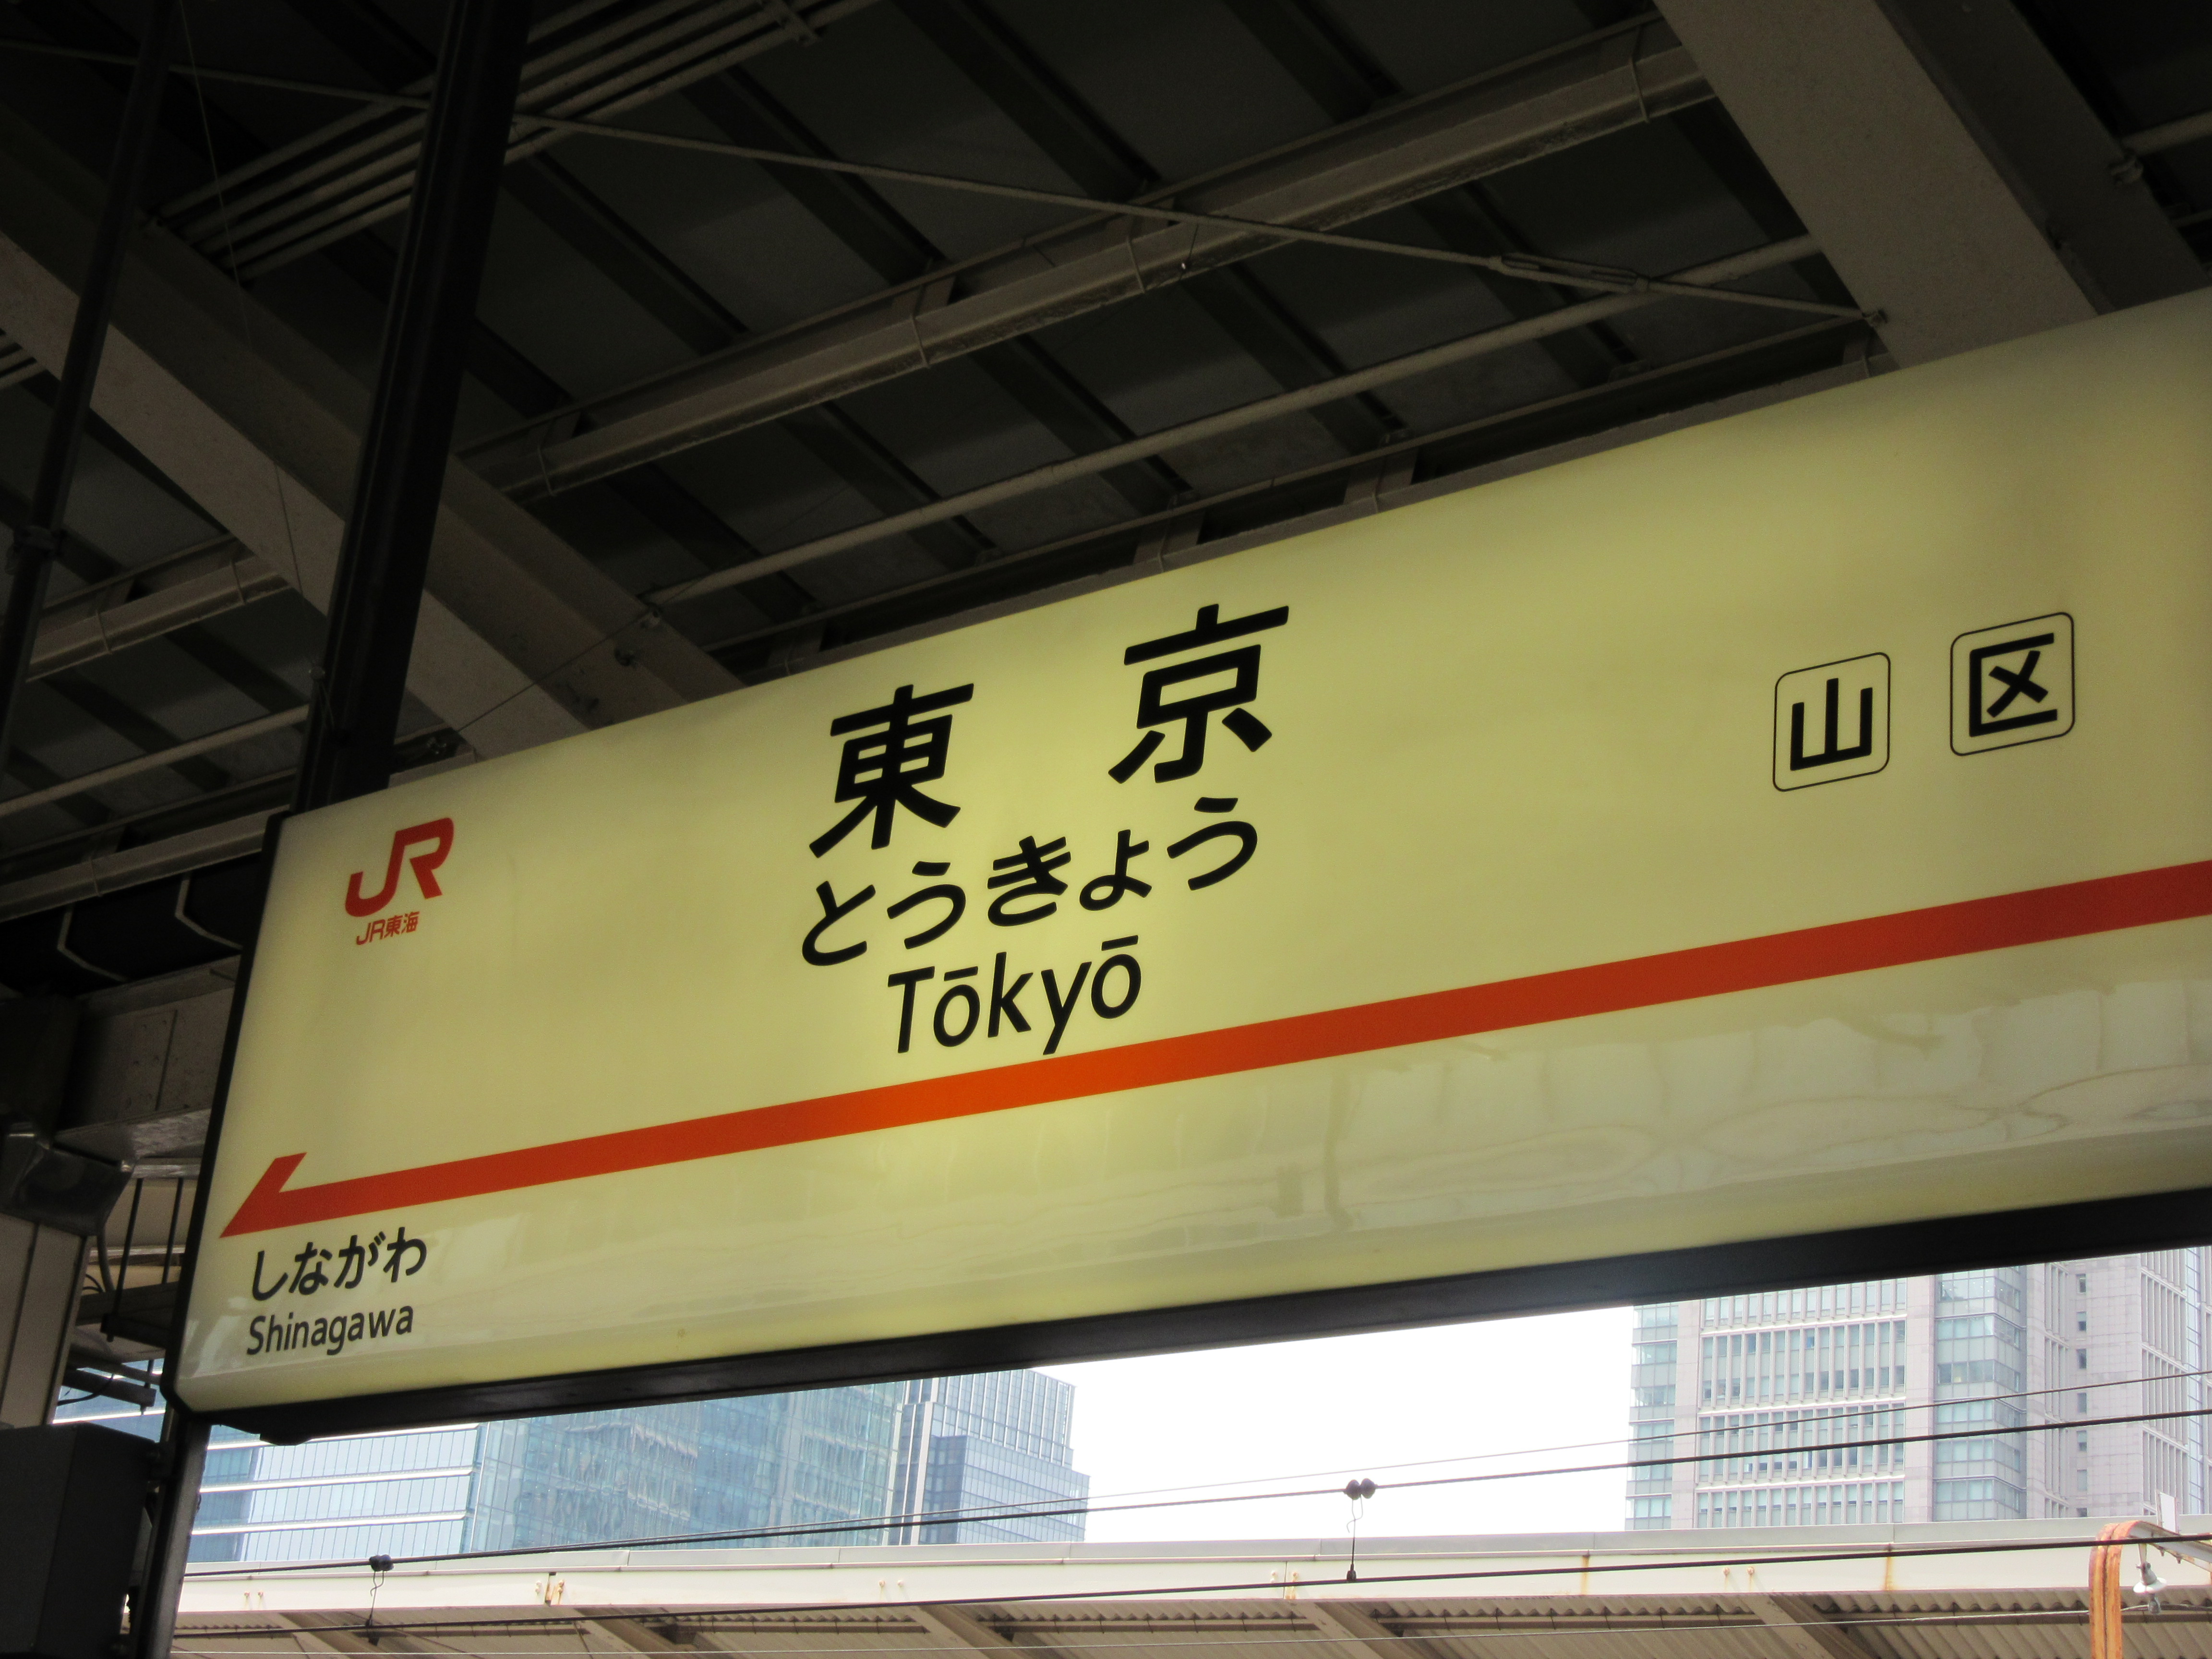 JR
JR東海
東京
とうきょう
Tōkyō
山 区
しながわ
Shinagawa